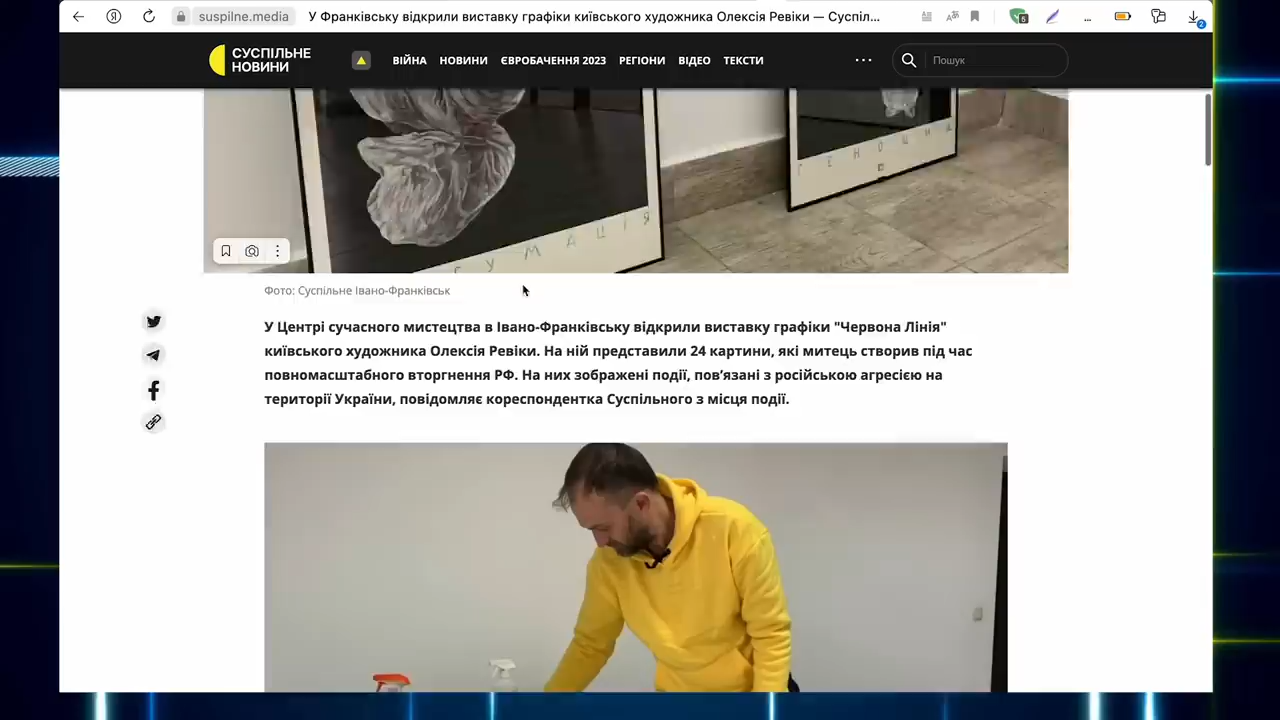 suspilne.media
У Франківську відкрили виставку графіки київського художника Олексія Ревіки — Суспіл...
5
...
2
СУСПІЛЬНЕ
НОВИНИ
ВІЙНА
НОВИНИ
ЄВРОБАЧЕННЯ 2023
РЕГІОНИ
ВІДЕО
ТЕКСТИ
Пошук
ГЕНОЦИД
Фото: Суспільне Івано-Франківськ
У Центрі сучасного мистецтва в Івано-Франківську відкрили виставку графіки "Червона Лінія"
київського художника Олексія Ревіки. На ній представили 24 картини, які митець створив під час
повномасштабного вторгнення РФ. На них зображені події, пов’язані з російською агресією на
території України, повідомляє кореспондентка Суспільного з місця події.